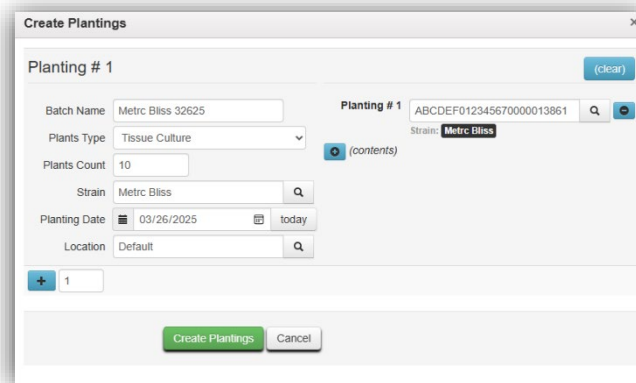 Create Plantings ×
Planting # 1 (clear)
Batch Name Metrc Bliss 32625
Planting # 1 ABCDEF012345670000013861
Strain: Metrc Bliss
Plants Type Tissue Culture
(contents)
Plants Count 10
Strain Metrc Bliss
Planting Date 03/26/2025 today
Location Default
+ 1
Create Plantings Cancel